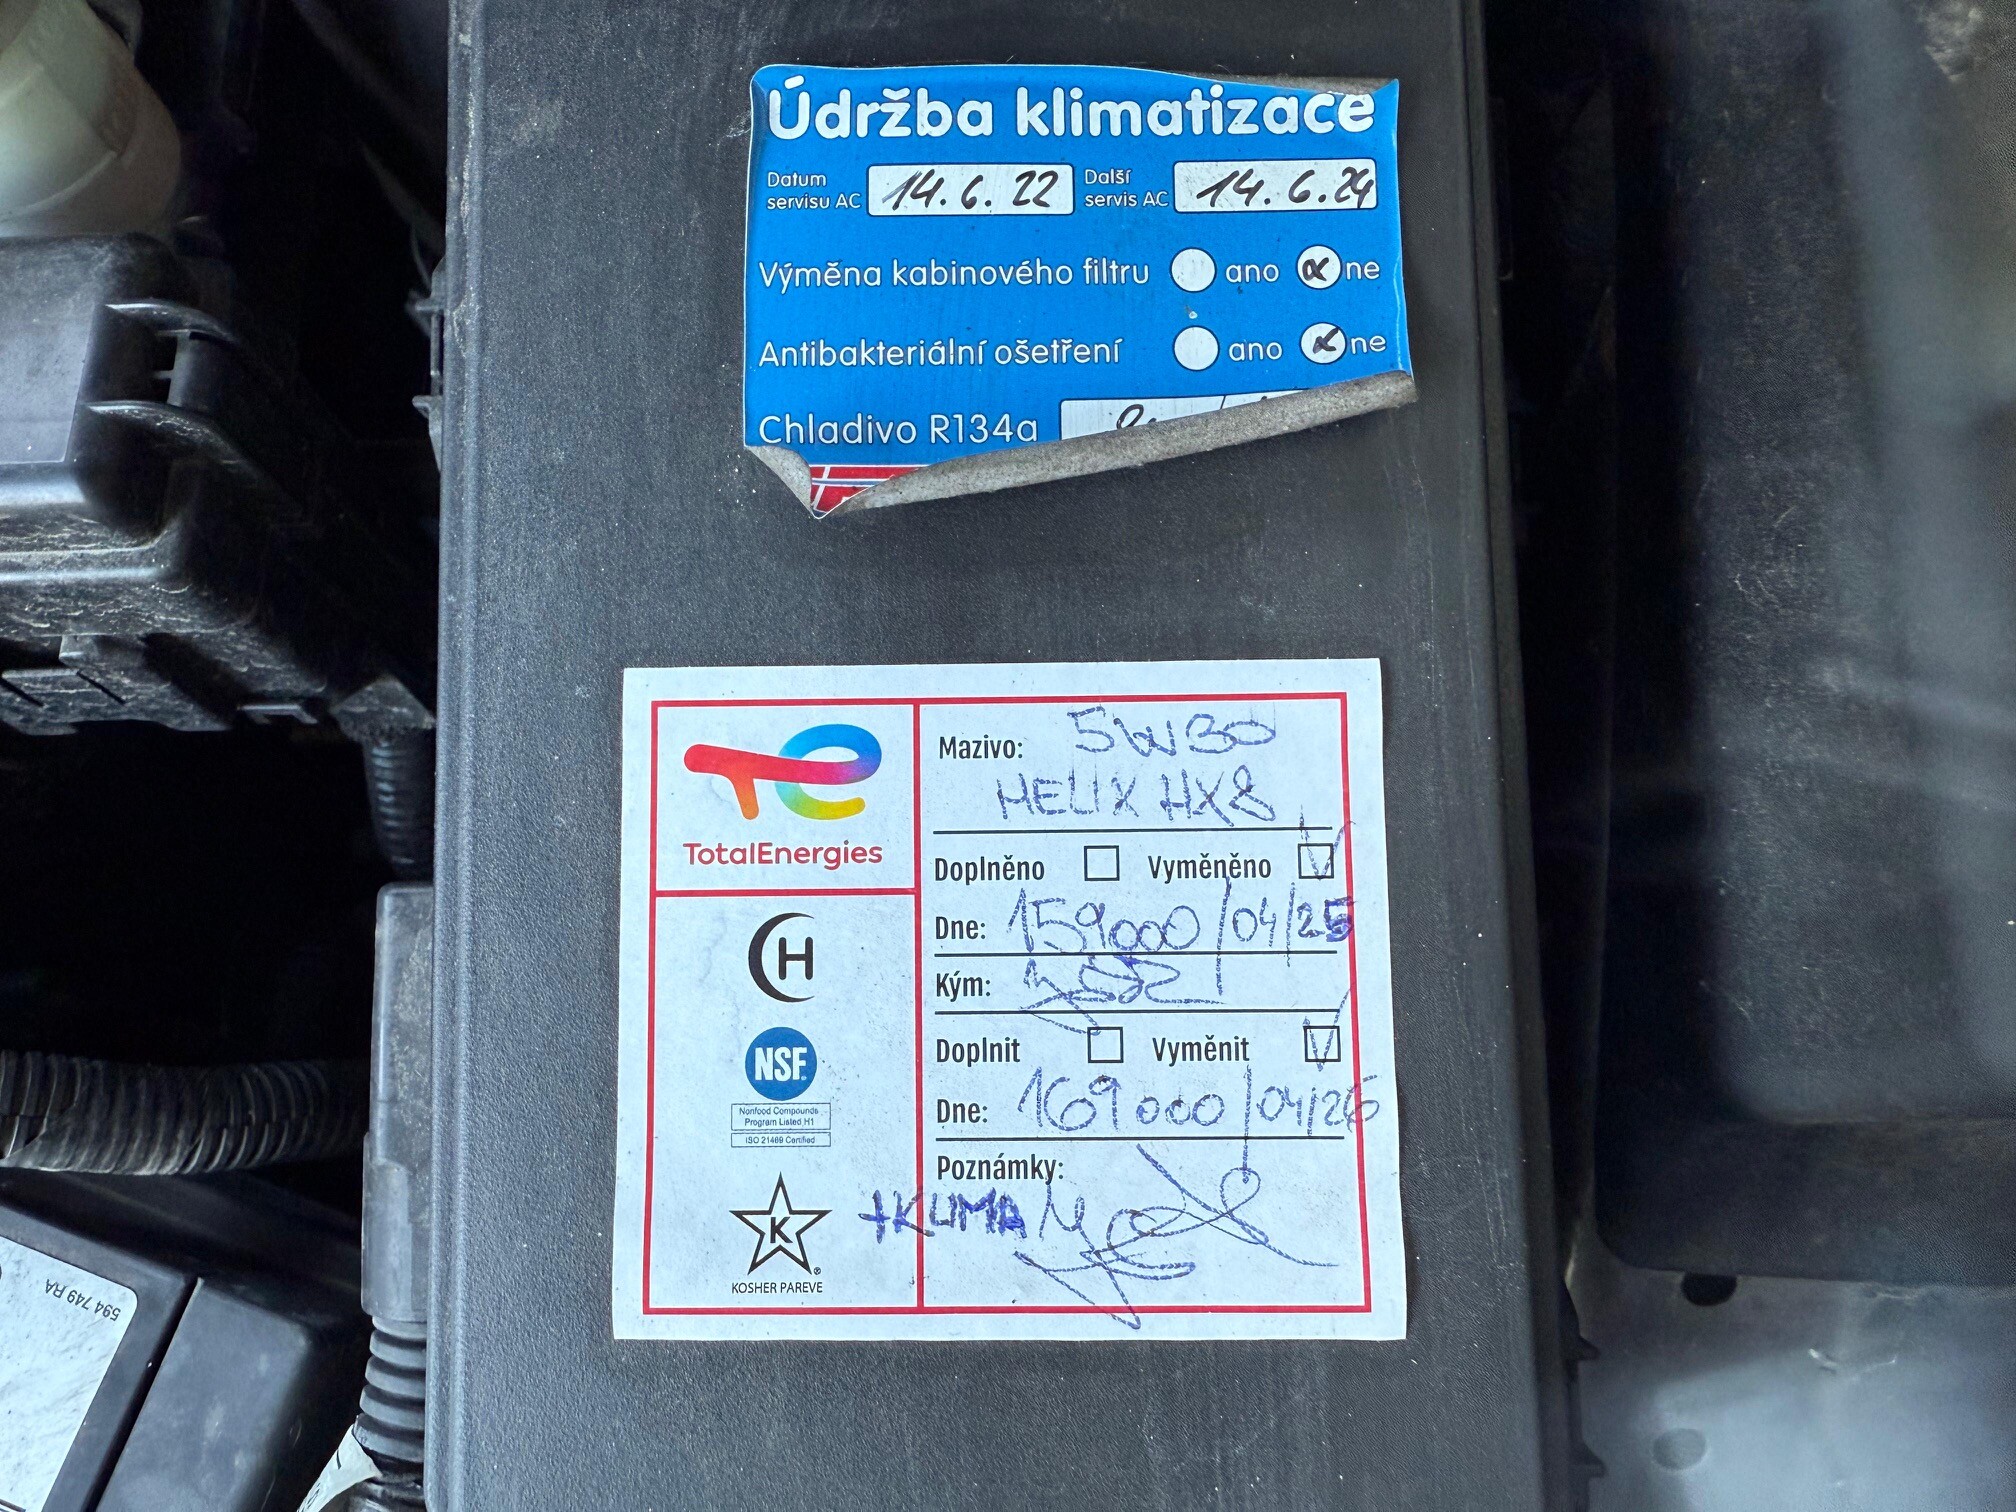 Údržba klimatizace
Datum servisu AC 14.6.22 Další servis AC 14.6.24
Výměna kabinového filtru ano ne
Antibakteriální ošetření ano ne
Chladivo R134a
TotalEnergies
H
NSF
Nonfood Compounds
Program Listed H1
ISO 21469 Certified
K
KOSHER PAREVE
Mazivo: 5W30
HELIX HX8
Doplněno Vyměněno
Dne: 159000/04/25
Kým:
Doplnit Vyměnit
Dne: 169000/04/26
Poznámky:
+KLIMA
594 749 RA